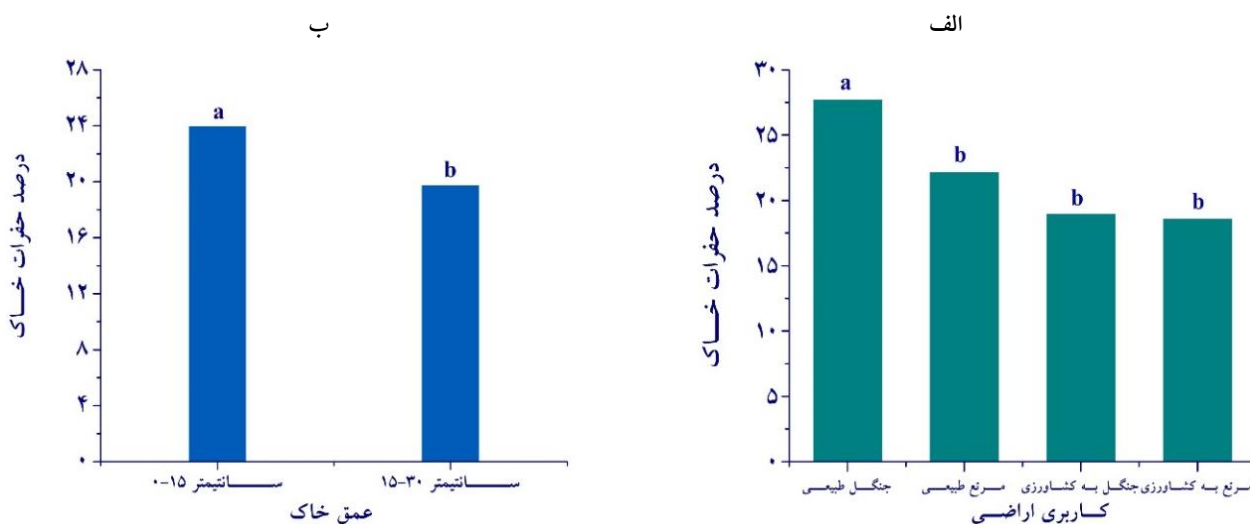 الف
درصد حفرات خاک
۳۰
۲۵
۲۰
۱۵
۱۰
۵
۰
a
b
b
b
جنگل طبیعی
مرتع طبیعی
جنگل به کشاورزی
مرتع به کشاورزی
کاربری اراضی
ب
درصد حفرات خاک
۲۸
۲۴
۲۰
۱۶
۱۲
۸
۴
۰
a
b
سانتیمتر ۱۵-۰
سانتیمتر ۳۰-۱۵
عمق خاک